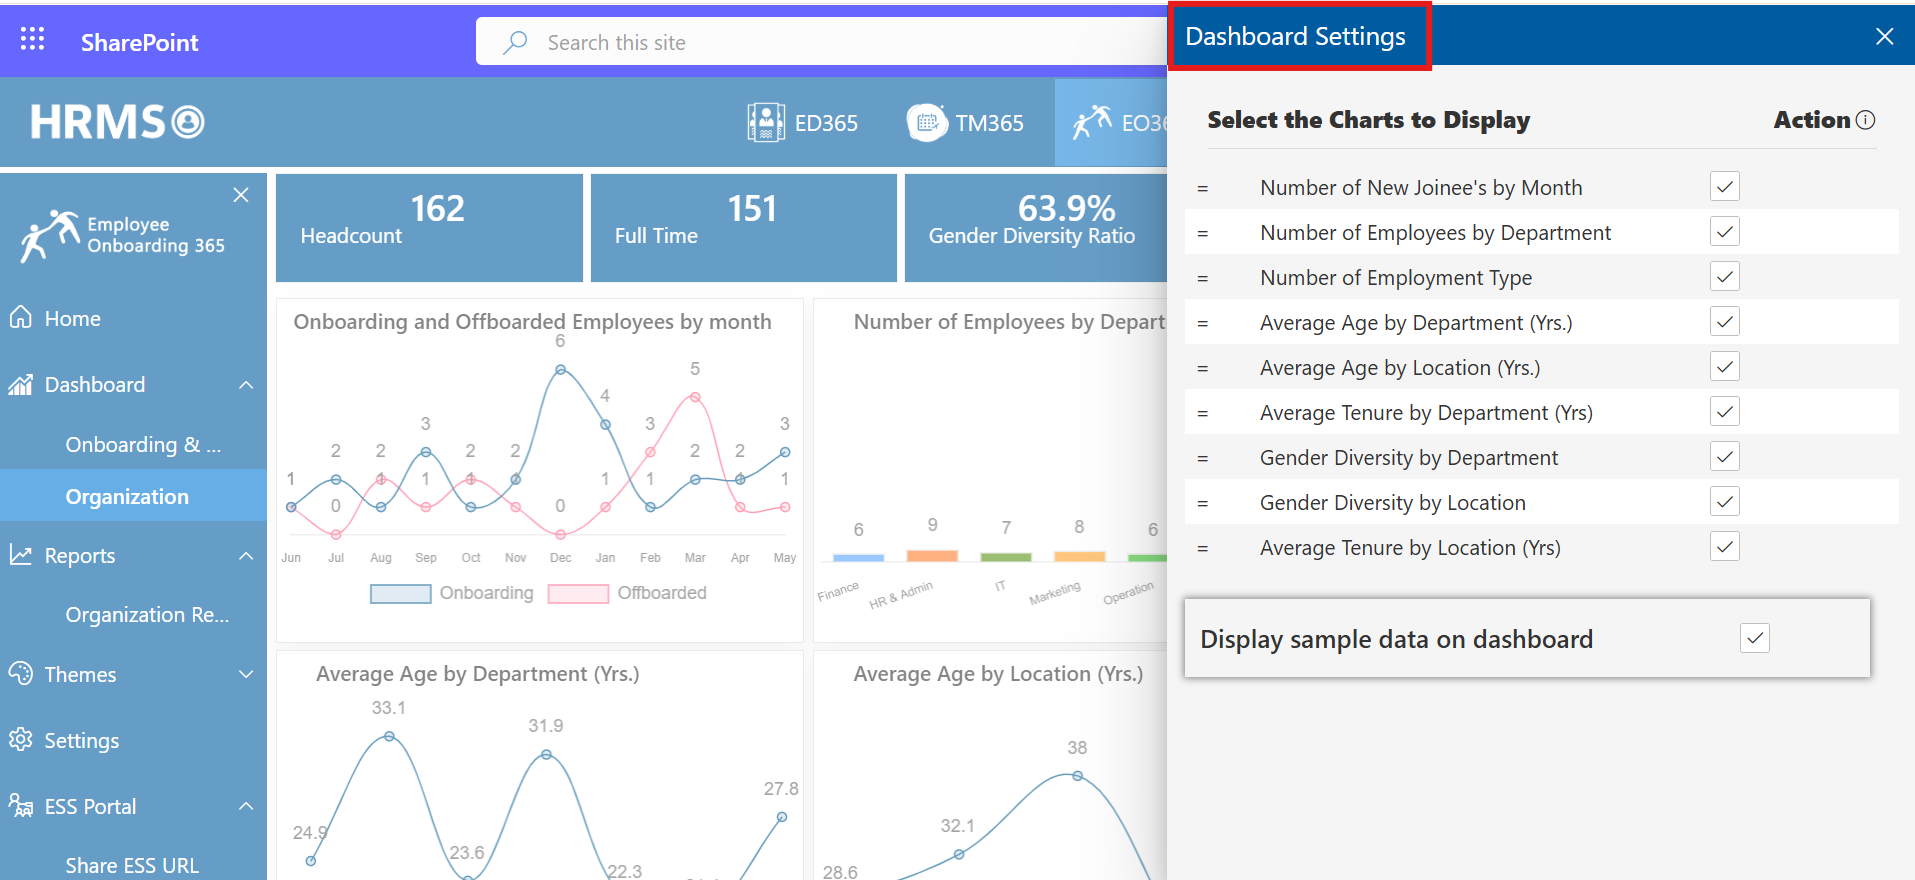 SharePoint
Search this site
Dashboard Settings
HRMS
ED365
TM365
EO36
Employee
Onboarding 365
Home
Dashboard
Onboarding & ...
Organization
Reports
Organization Re...
Themes
Settings
ESS Portal
Share ESS URL
162
Headcount
151
Full Time
63.9%
Gender Diversity Ratio
Onboarding and Offboarded Employees by month
6
5
4
3 3 3
2 2 2 2 2 2
1 1 1 1 1 1 1 1 1
0 0
Jun Jul Aug Sep Oct Nov Dec Jan Feb Mar Apr May
Onboarding Offboarded
Number of Employees by Depart
6 9 7 8 6
Finance HR & Admin IT Marketing Operation
Average Age by Department (Yrs.)
33.1
31.9
27.8
24.9
23.6
22.3
Average Age by Location (Yrs.)
38
32.1
28.6
Select the Charts to Display Action
= Number of New Joinee's by Month
= Number of Employees by Department
= Number of Employment Type
= Average Age by Department (Yrs.)
= Average Age by Location (Yrs.)
= Average Tenure by Department (Yrs)
= Gender Diversity by Department
= Gender Diversity by Location
= Average Tenure by Location (Yrs)
Display sample data on dashboard